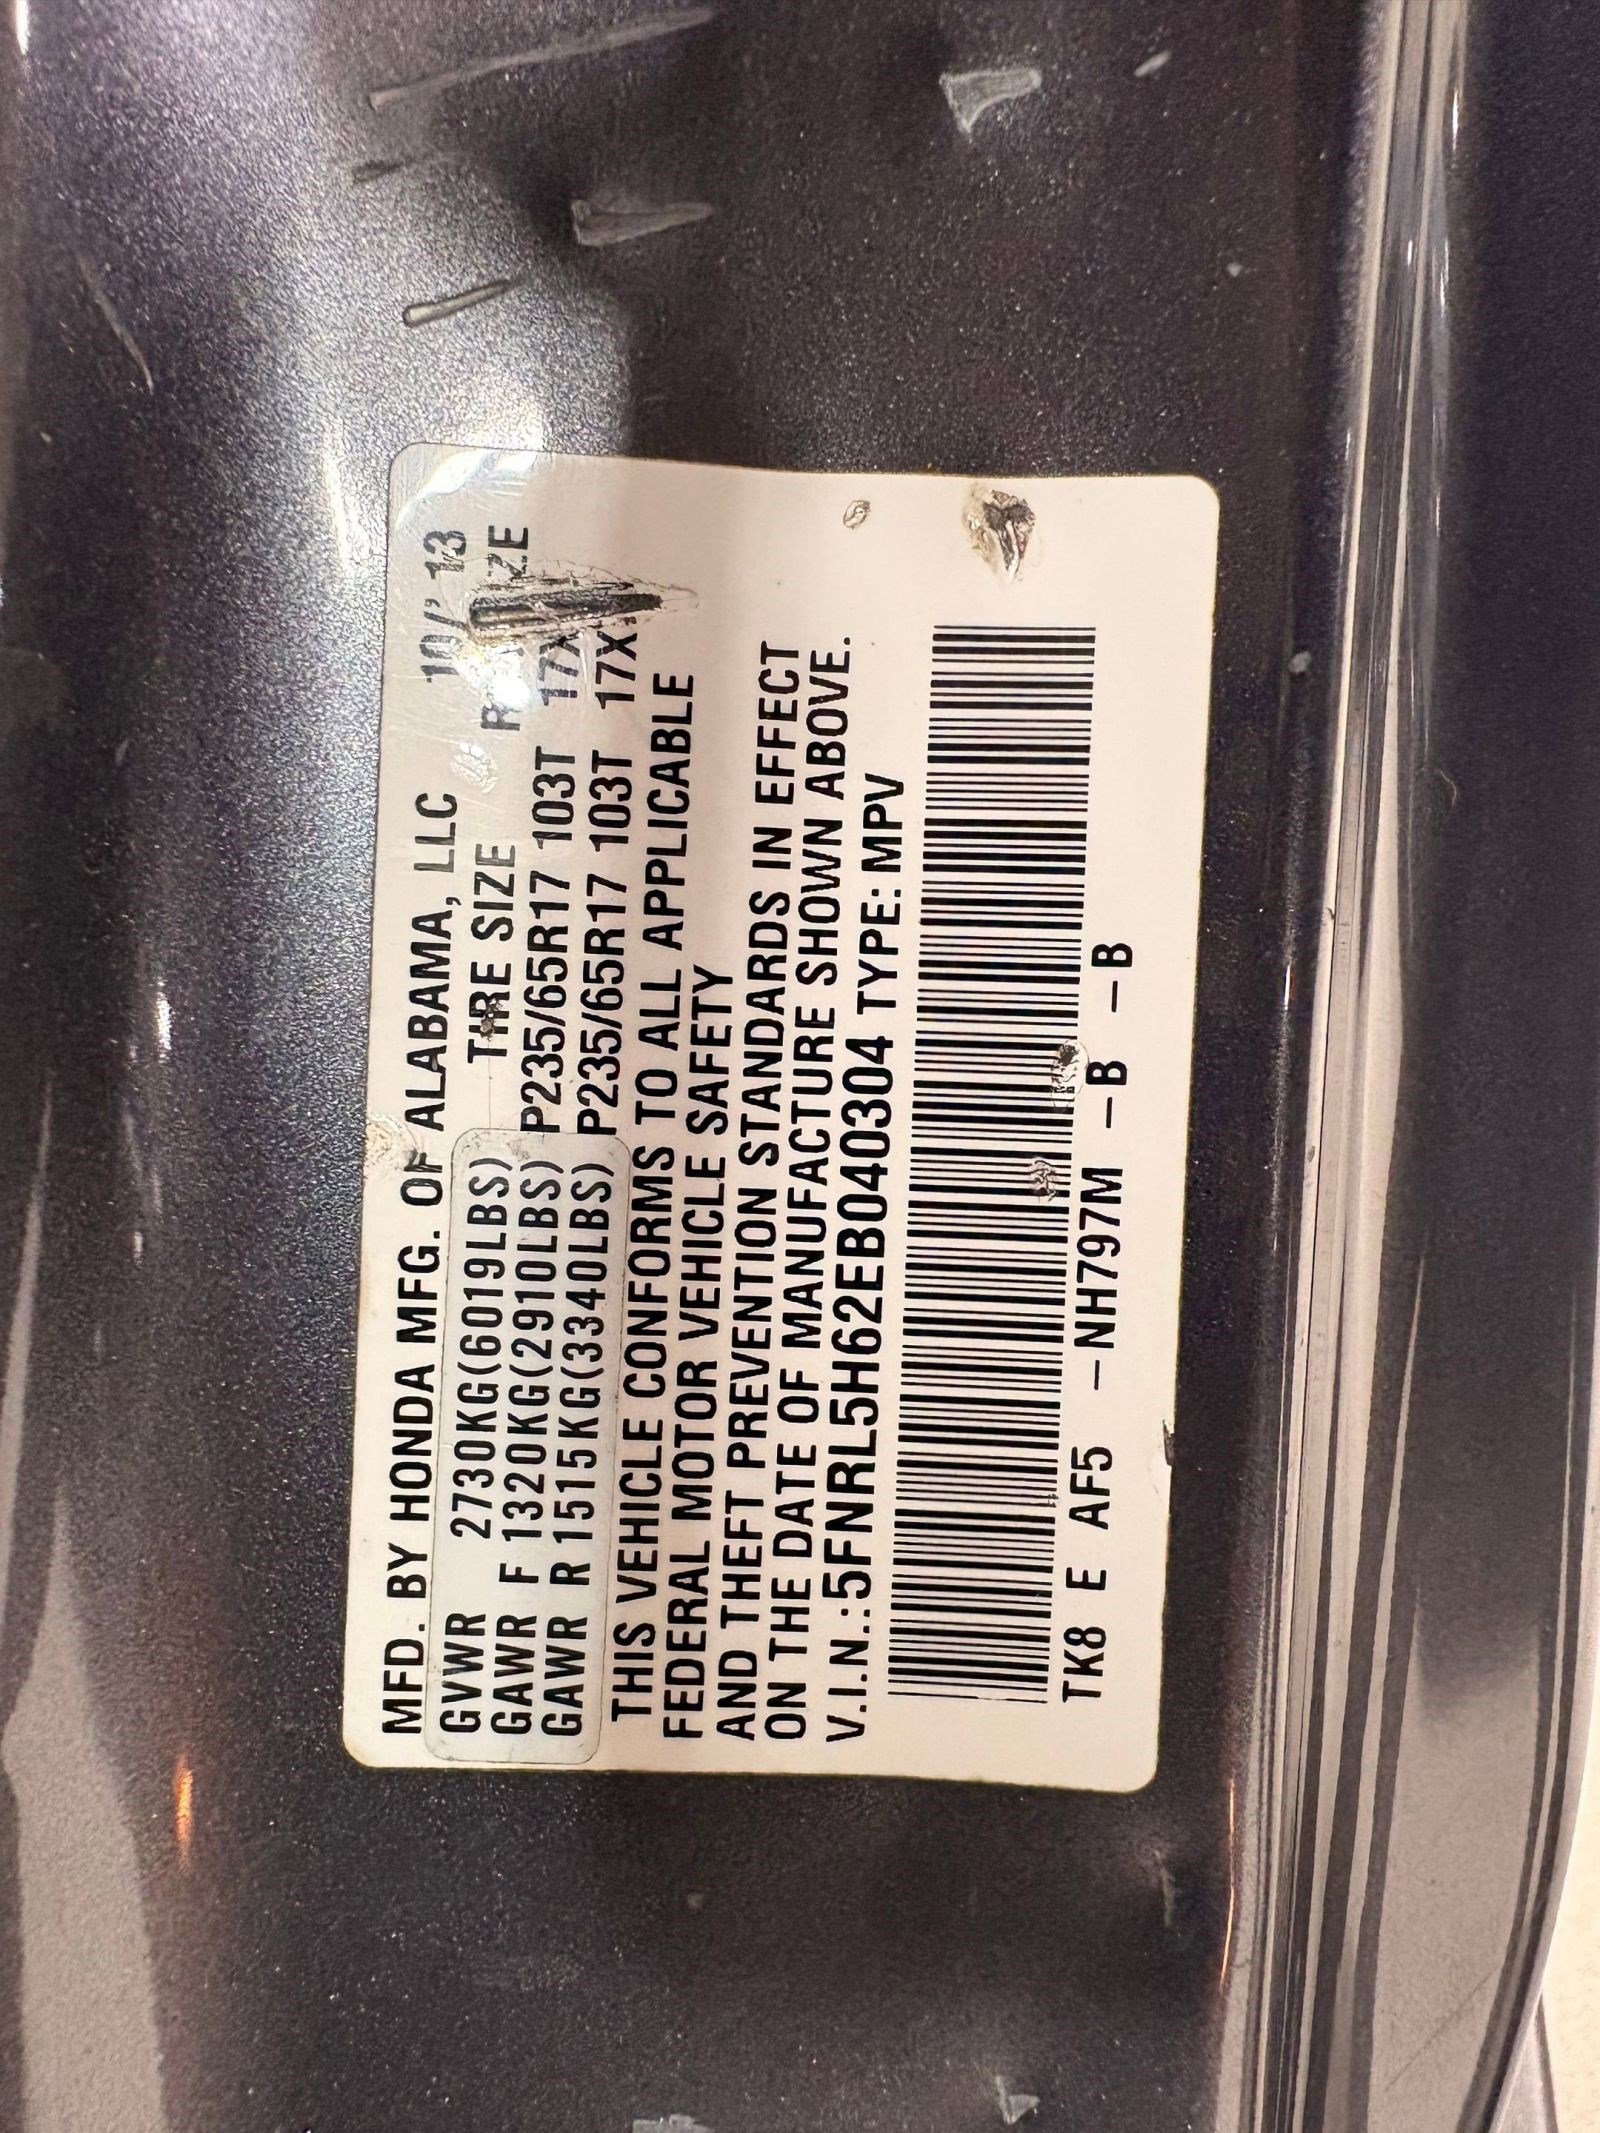 MFD. BY HONDA MFG. OF ALABAMA, LLC 10/' 13
TIRE SIZE
GVWR 2730KG(6019LBS)
GAWR F 1320KG(2910LBS) P235/65R17 103T
GAWR R 1515KG(3340LBS) P235/65R17 103T
THIS VEHICLE CONFORMS TO ALL APPLICABLE
FEDERAL MOTOR VEHICLE SAFETY
AND THEFT PREVENTION STANDARDS IN EFFECT
ON THE DATE OF MANUFACTURE SHOWN ABOVE.
V.I.N.:5FNRL5H62EB040304 TYPE:MPV
TK8 E AF5 –NH797M –B –B